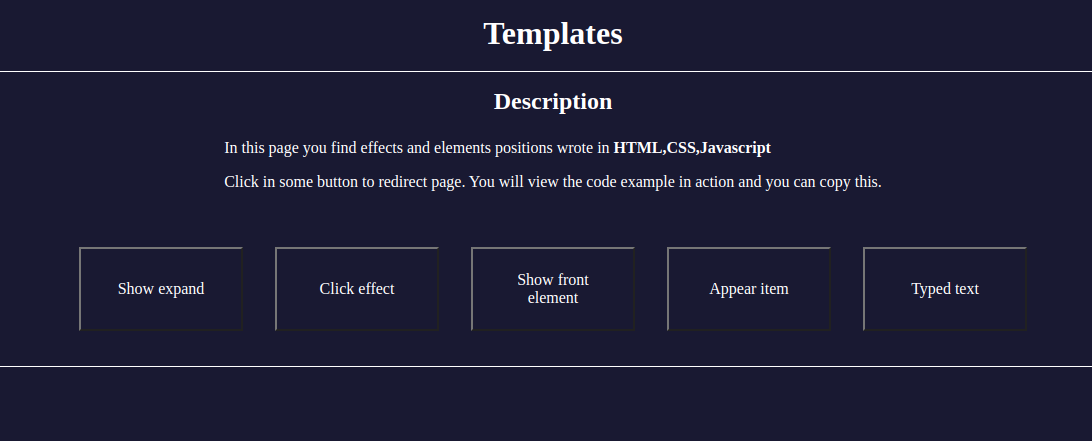 Templates
Description
In this page you find effects and elements positions wrote in HTML,CSS,Javascript
Click in some button to redirect page. You will view the code example in action and you can copy this.
Show expand
Click effect
Show front
element
Appear item
Typed text